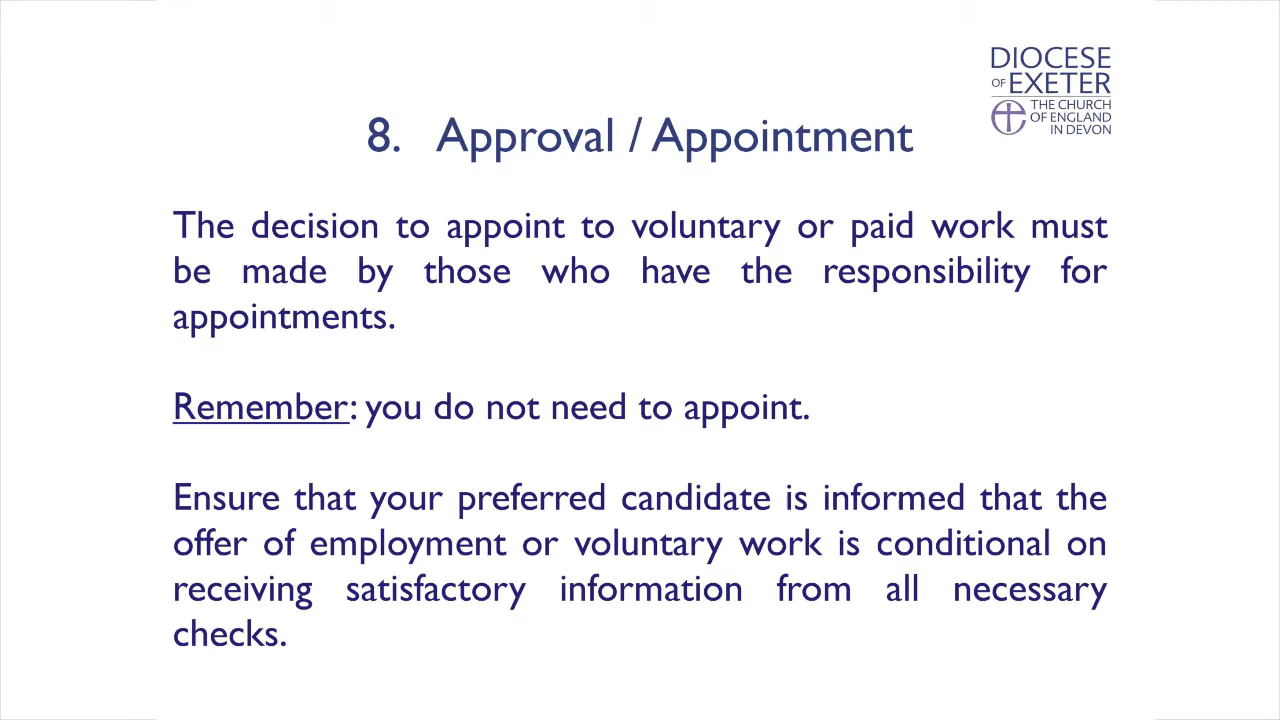 DIOCESE
OF EXETER
THE CHURCH
OF ENGLAND
IN DEVON
8. Approval / Appointment
The decision to appoint to voluntary or paid work must
be made by those who have the responsibility for
appointments.
Remember: you do not need to appoint.
Ensure that your preferred candidate is informed that the
offer of employment or voluntary work is conditional on
receiving satisfactory information from all necessary
checks.